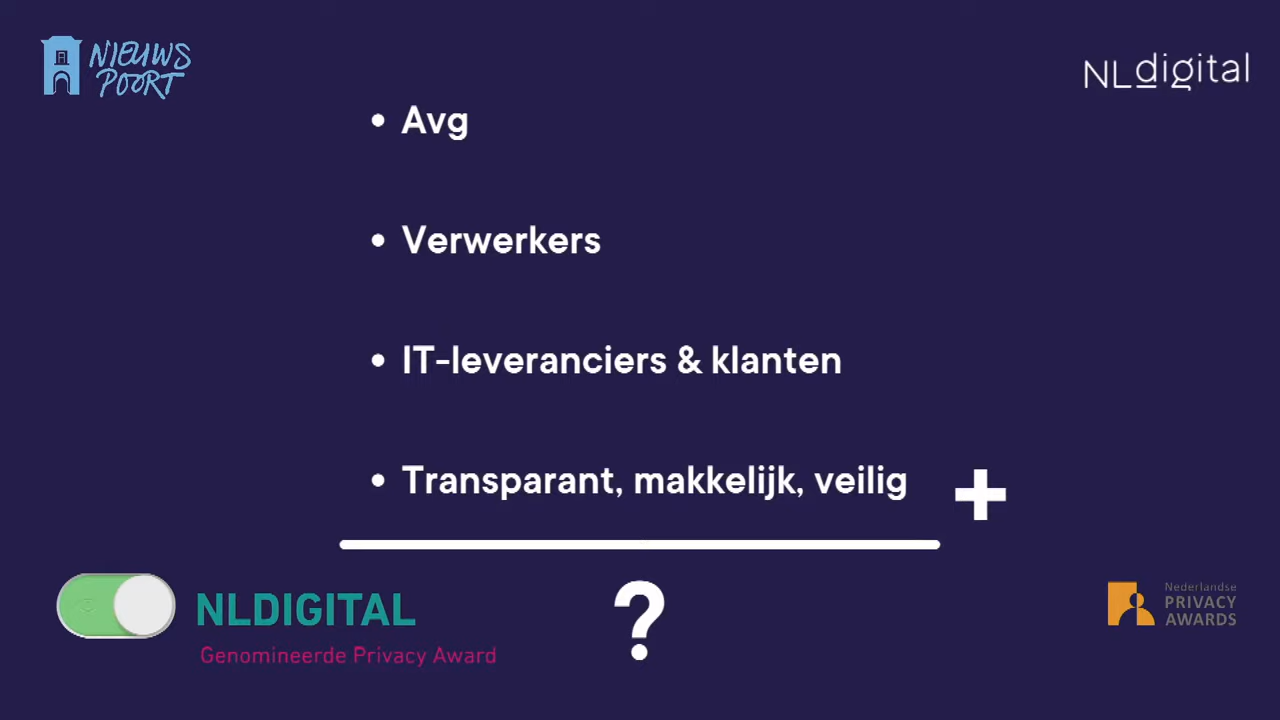 NIEUWS
POORT
NLdigital
• Avg
• Verwerkers
• IT-leveranciers & klanten
• Transparant, makkelijk, veilig
+
?
NLDIGITAL
Genomineerde Privacy Award
Nederlandse
PRIVACY
AWARDS